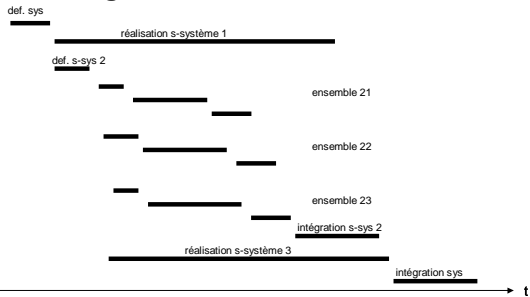 def. sys
réalisation s-système 1
def. s-sys 2
ensemble 21
ensemble 22
ensemble 23
intégration s-sys 2
réalisation s-système 3
intégration sys
t